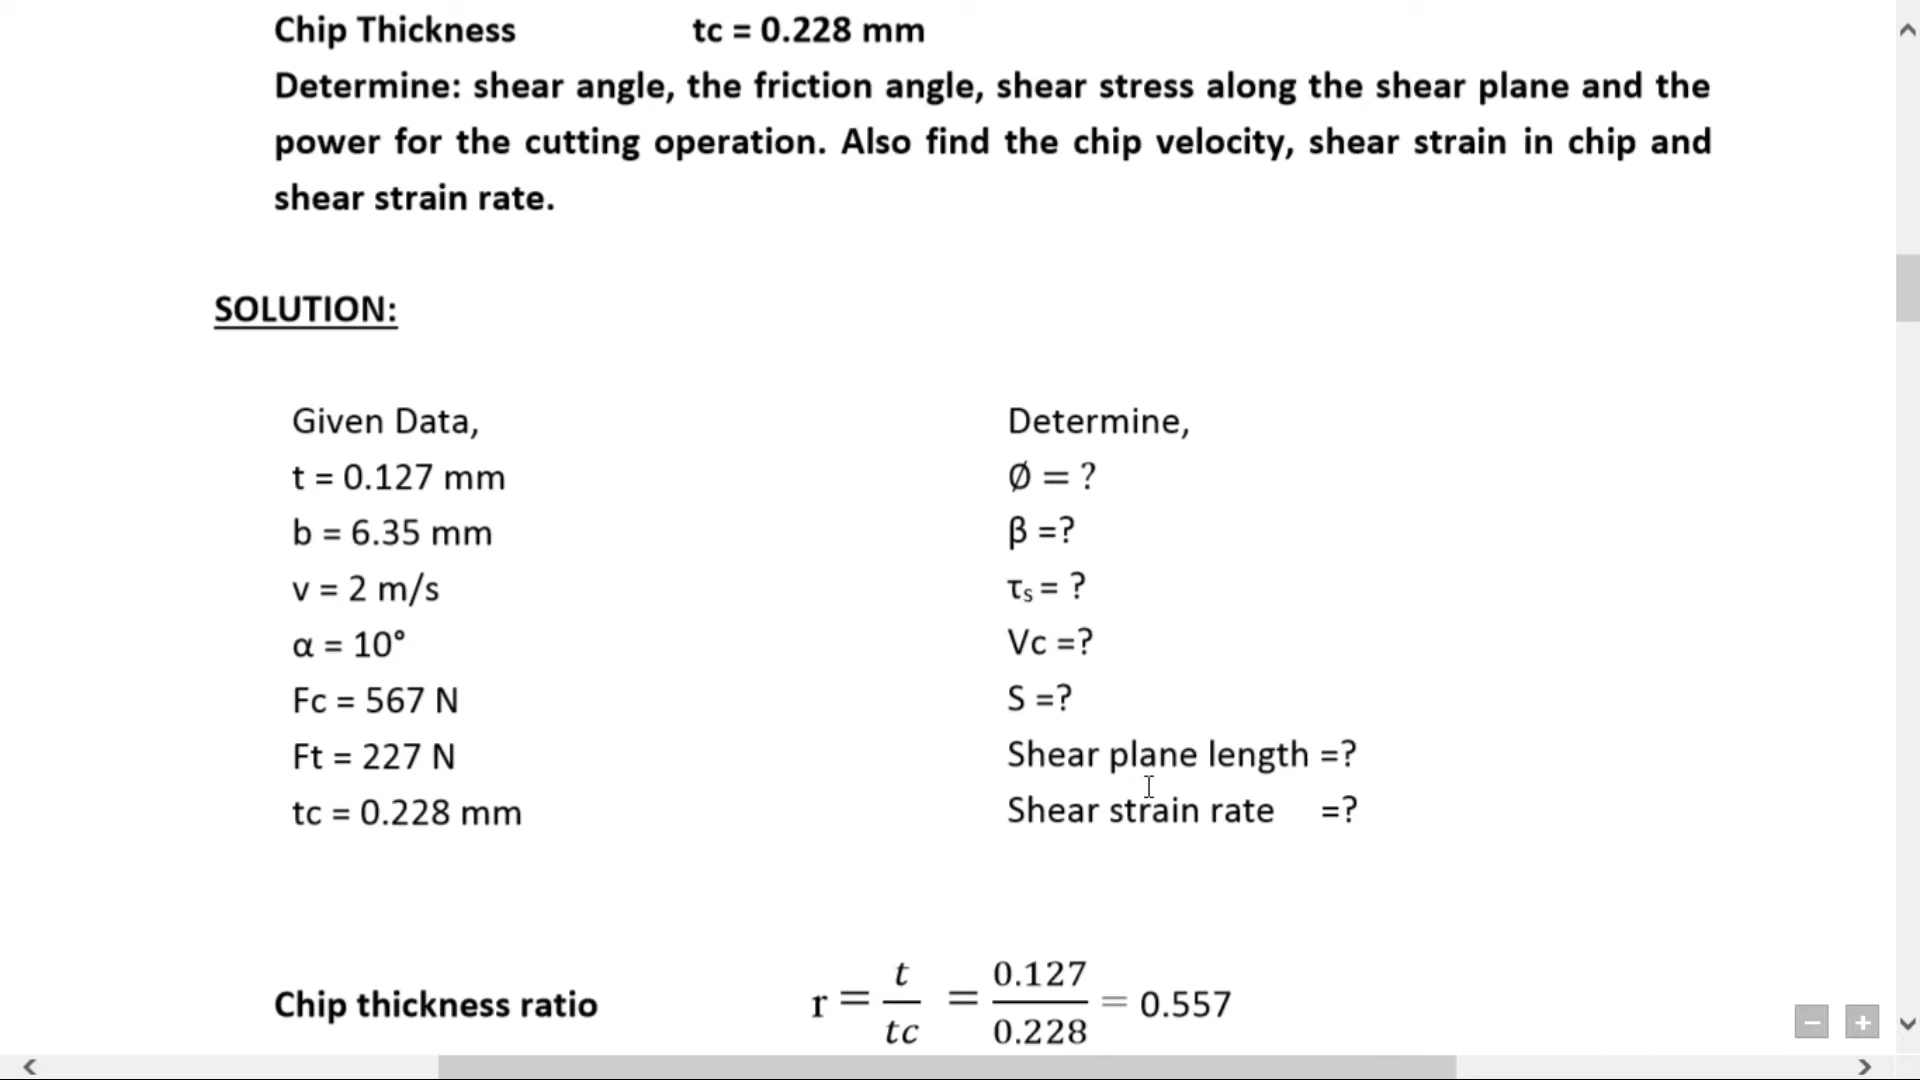 Chip Thickness tc = 0.228 mm
Determine: shear angle, the friction angle, shear stress along the shear plane and the
power for the cutting operation. Also find the chip velocity, shear strain in chip and
shear strain rate.
SOLUTION:
Given Data,
t = 0.127 mm
b = 6.35 mm
v = 2 m/s
α = 10°
Fc = 567 N
Ft = 227 N
tc = 0.228 mm
Determine,
Ø = ?
β =?
τs = ?
Vc =?
S =?
Shear plane length =?
Shear strain rate =?
Chip thickness ratio r = t/tc = 0.127/0.228 = 0.557